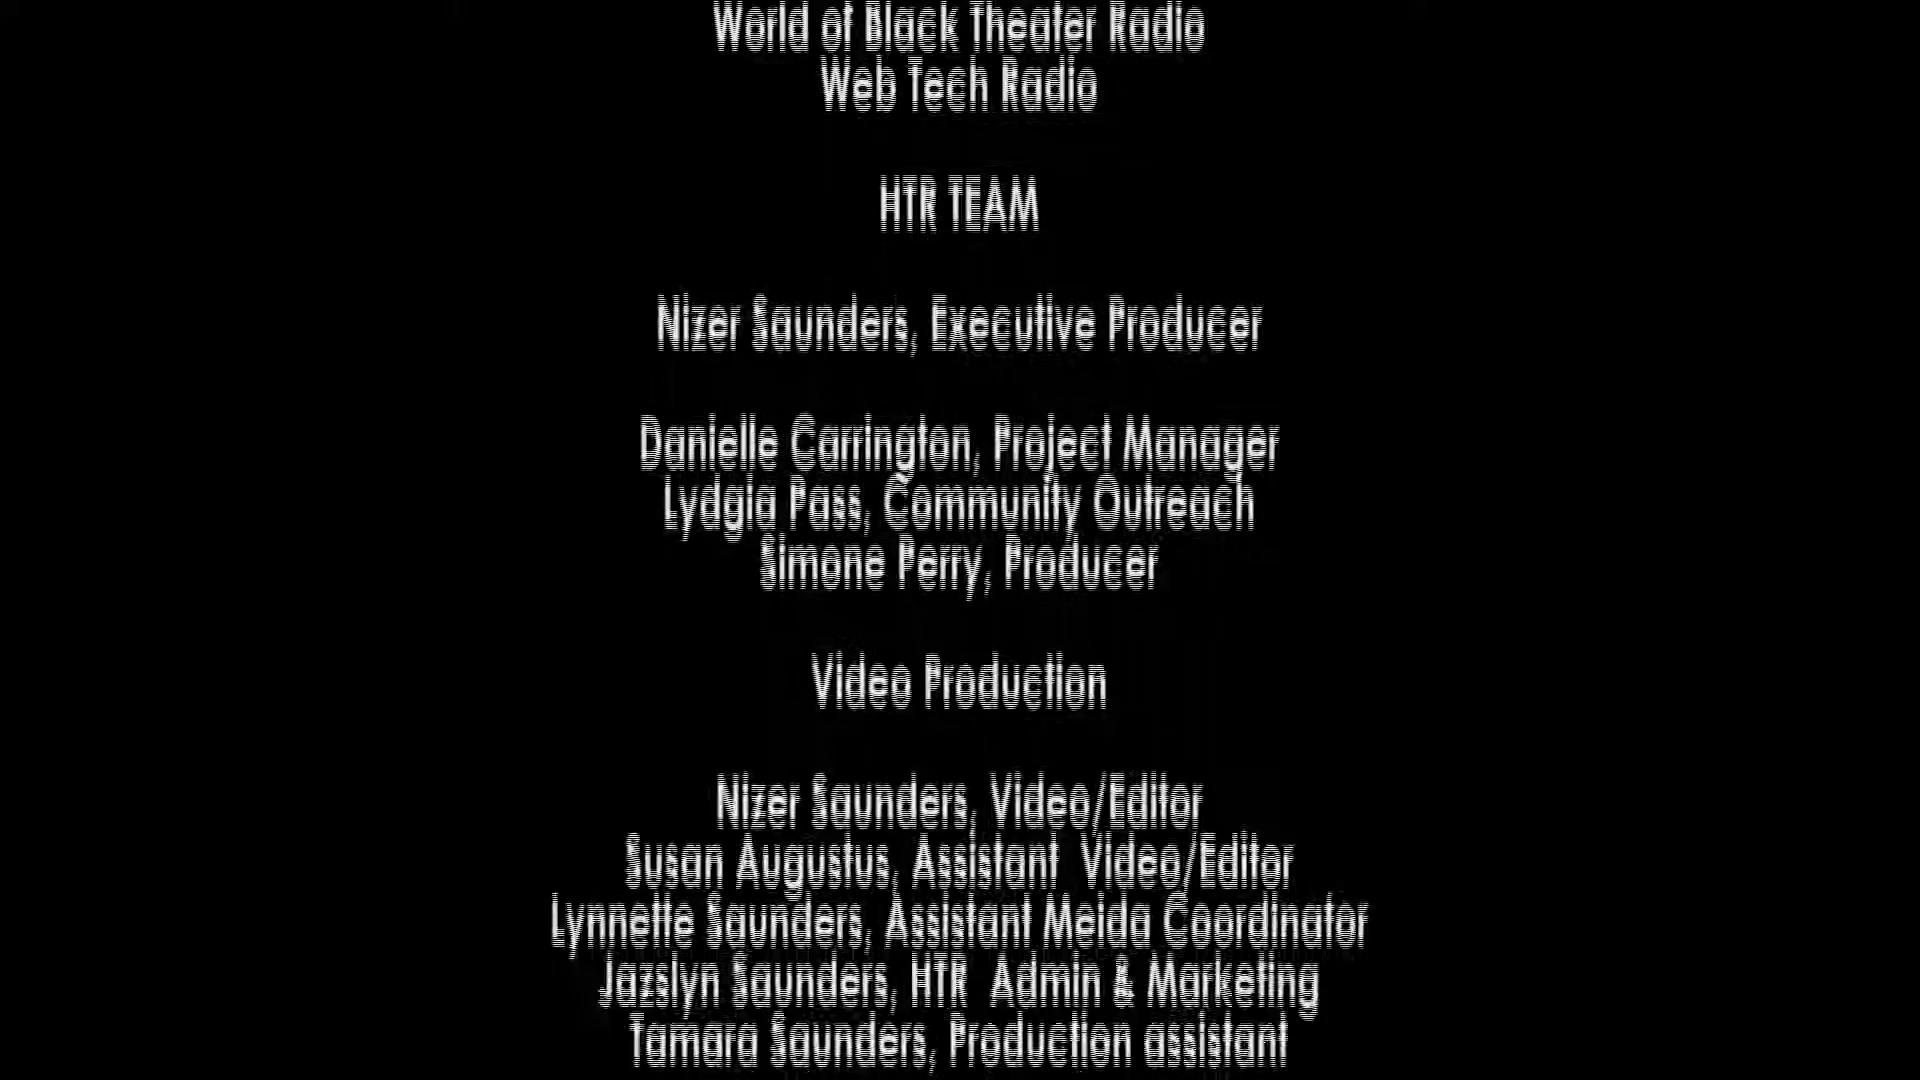 World of Black Theater Radio
Web Tech Radio
HTR TEAM
Nizer Saunders, Executive Producer
Danielle Carrington, Project Manager
Lydgia Pass, Community Outreach
Simone Perry, Producer
Video Production
Nizer Saunders, Video/Editor
Susan Augustus, Assistant  Video/Editor
Lynnette Saunders, Assistant Meida Coordinator
Jazslyn Saunders, HTR  Admin & Marketing
Tamara Saunders, Production assistant